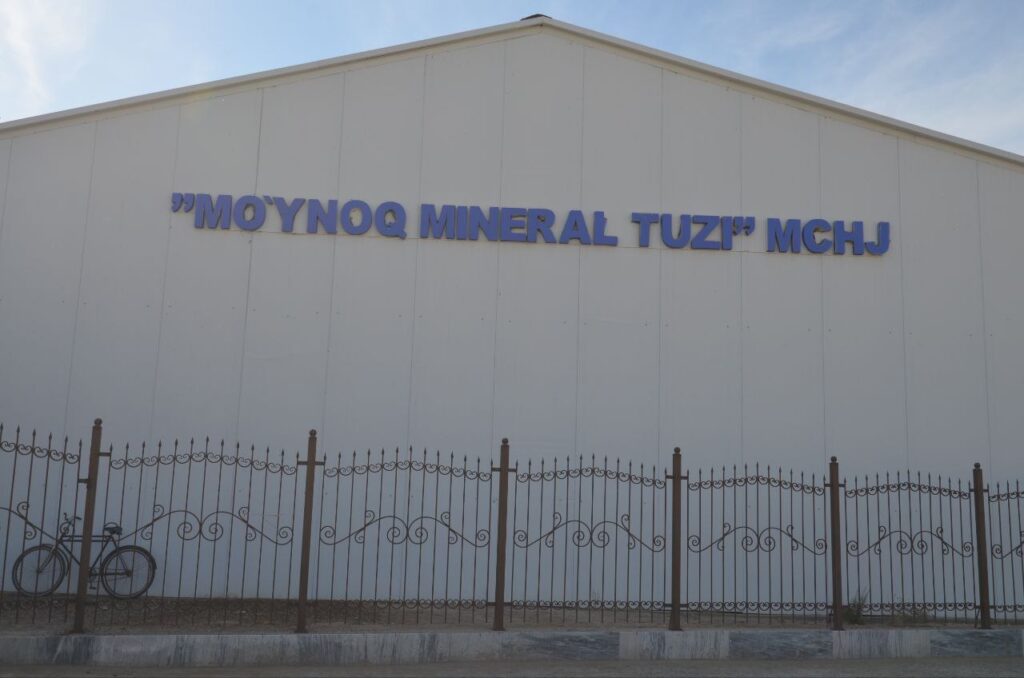 ”MO`YNOQ MINERAL TUZI” MCHJ